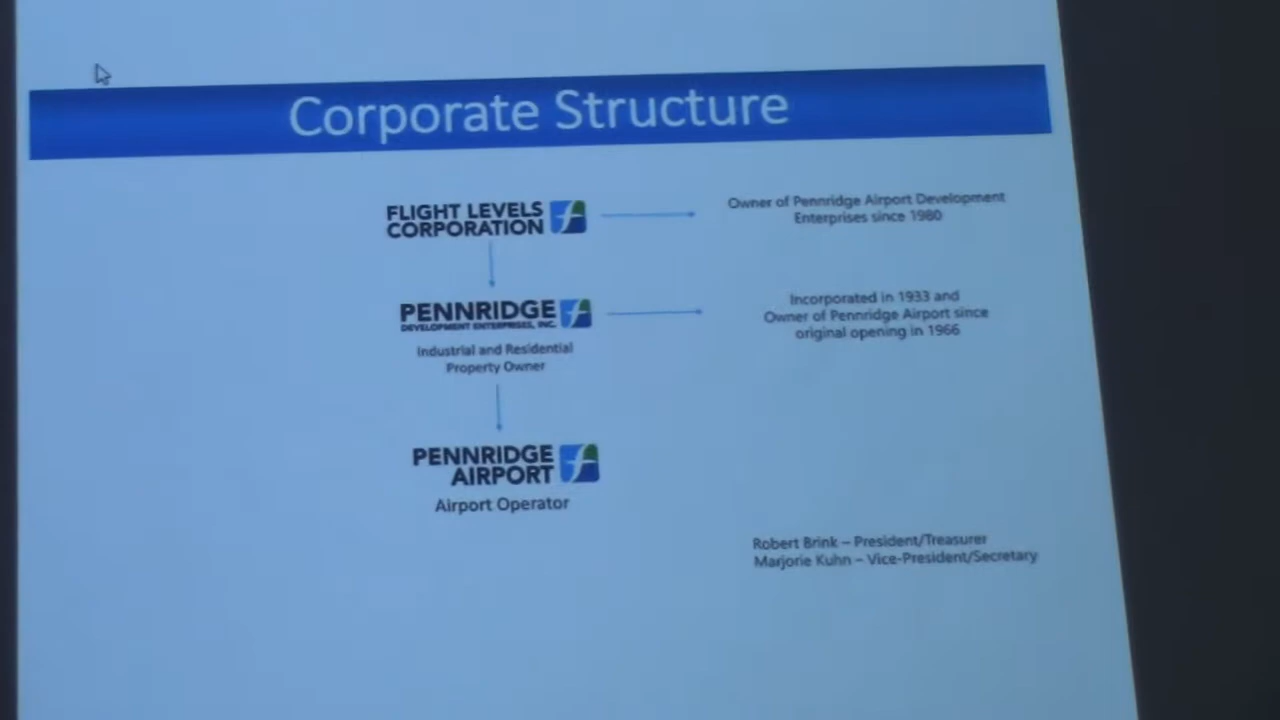 Corporate Structure
FLIGHT LEVELS
CORPORATION
Owner of Pennridge Airport Development
Enterprises since 1980
PENNRIDGE
DEVELOPMENT ENTERPRISES, INC.
Incorporated in 1933 and
Owner of Pennridge Airport since
original opening in 1966
Industrial and Residential
Property Owner
PENNRIDGE
AIRPORT
Airport Operator
Robert Brink – President/Treasurer
Marjorie Kuhn – Vice-President/Secretary